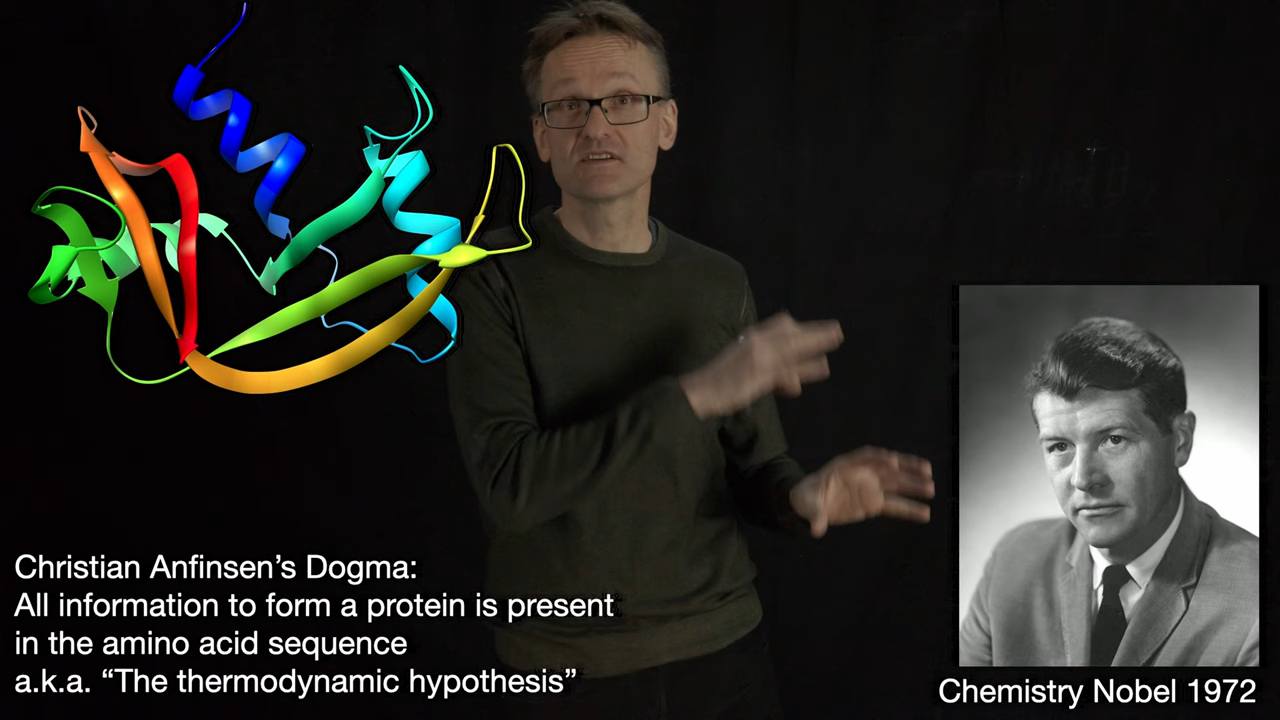 Christian Anfinsen’s Dogma:
All information to form a protein is present
in the amino acid sequence
a.k.a. “The thermodynamic hypothesis”
Chemistry Nobel 1972